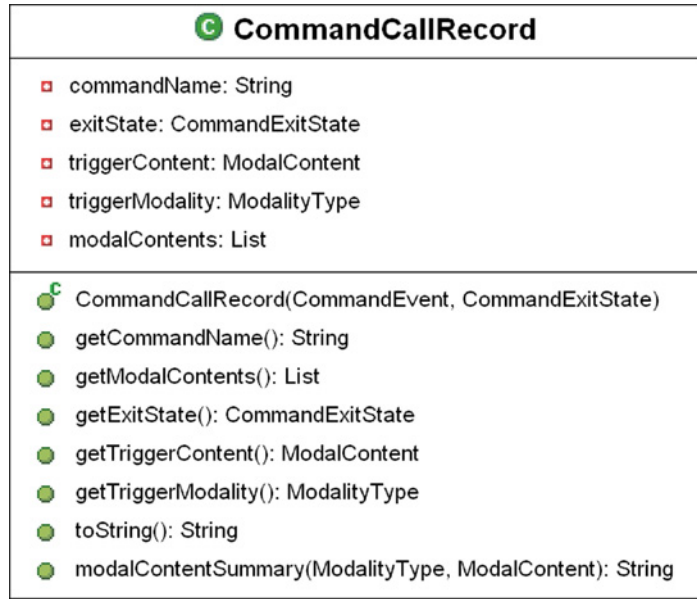 C CommandCallRecord
commandName: String
exitState: CommandExitState
triggerContent: ModalContent
triggerModality: ModalityType
modalContents: List
C CommandCallRecord(CommandEvent, CommandExitState)
getCommandName(): String
getModalContents(): List
getExitState(): CommandExitState
getTriggerContent(): ModalContent
getTriggerModality(): ModalityType
toString(): String
modalContentSummary(ModalityType, ModalContent): String